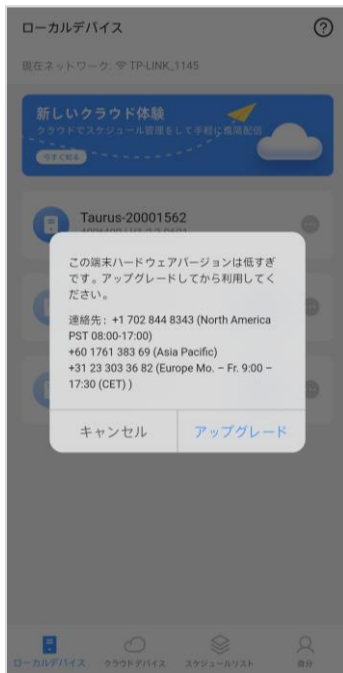 ローカルデバイス
現在ネットワーク: TP-LINK_1145
新しいクラウド体験
クラウドでスケジュール管理をして手軽に遠隔配信
今すぐ知る
Taurus-20001562
この端末ハードウェアバージョンは低すぎ
です。アップグレードしてから利用してく
ださい。
連絡先： +1 702 844 8343 (North America
PST 08:00-17:00)
+60 1761 383 69 (Asia Pacific)
+31 23 303 36 82 (Europe Mo. – Fr. 9:00 –
17:30 (CET) )
キャンセル
アップグレード
ローカルデバイス
クラウドデバイス
スケジュールリスト
自分